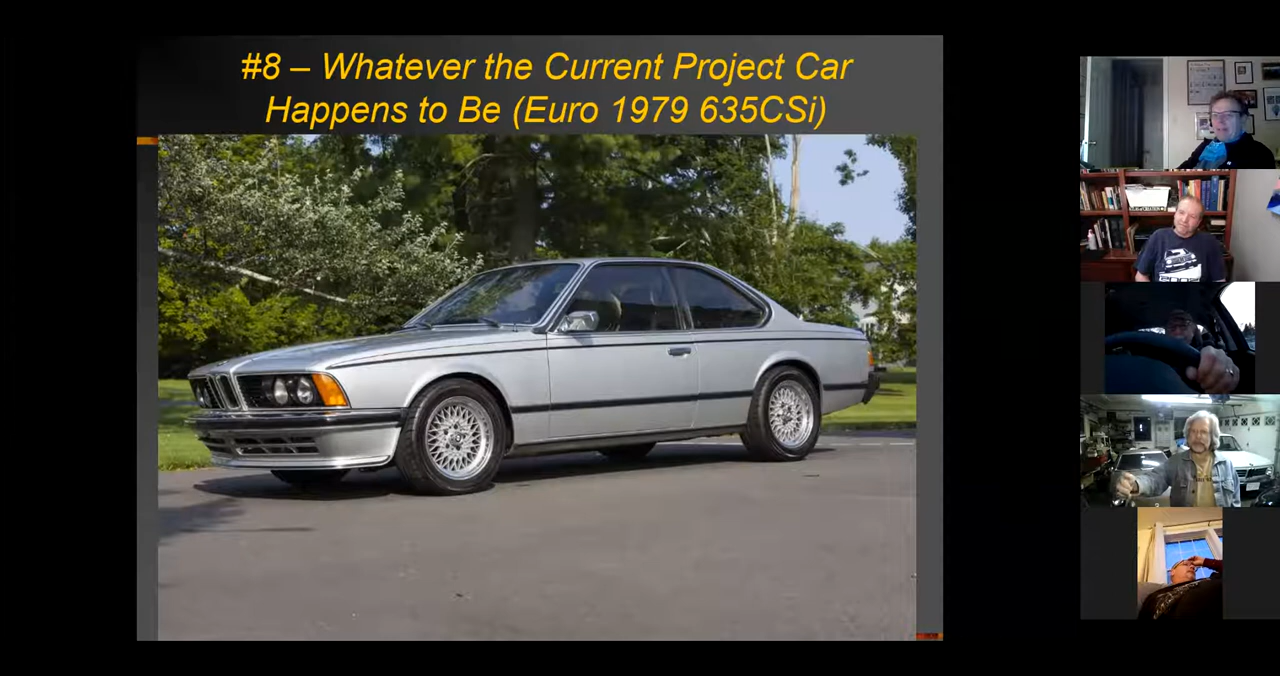 #8 – Whatever the Current Project Car
Happens to Be (Euro 1979 635CSi)